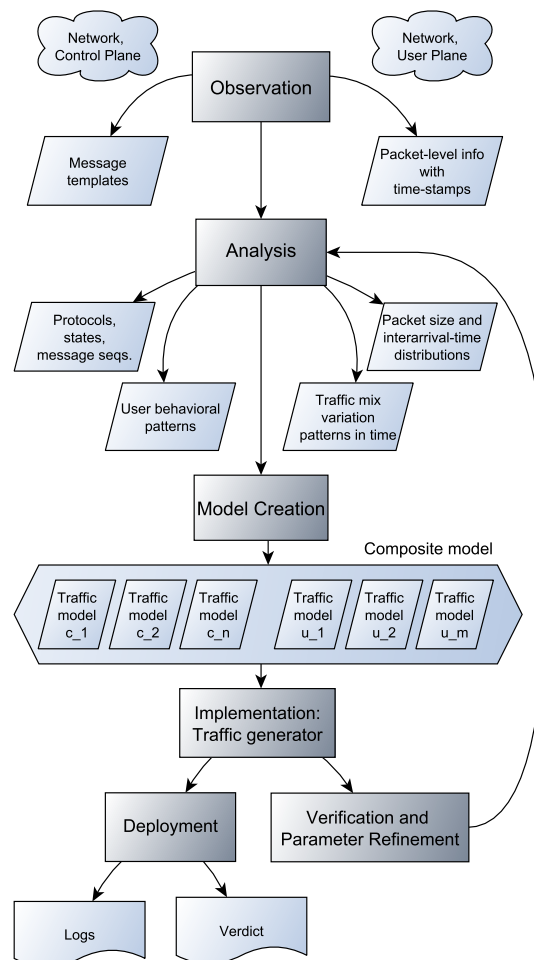 Network,
Control Plane
Network,
User Plane
Observation
Message
templates
Packet-level info
with
time-stamps
Analysis
Protocols,
states,
message seqs.
Packet size and
interarrival-time
distributions
User behavioral
patterns
Traffic mix
variation
patterns in time
Model Creation
Composite model
Traffic
model
c_1
Traffic
model
c_2
Traffic
model
c_n
Traffic
model
u_1
Traffic
model
u_2
Traffic
model
u_m
Implementation:
Traffic generator
Deployment
Verification and
Parameter Refinement
Logs
Verdict